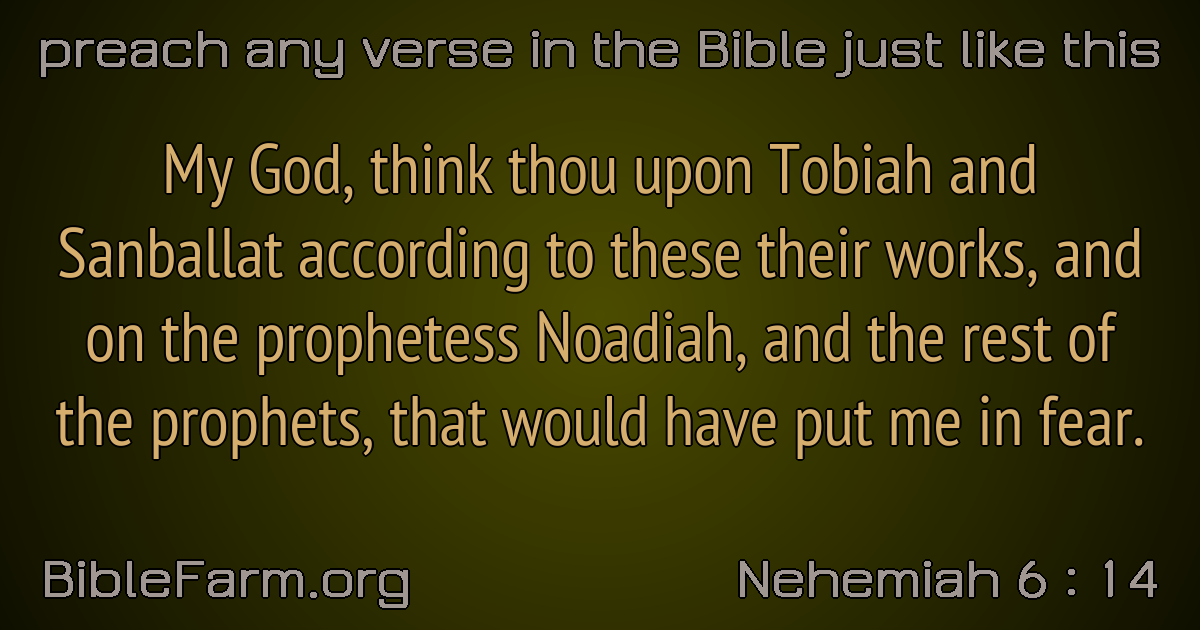 preach any verse in the Bible just like this
My God, think thou upon Tobiah and
Sanballat according to these their works, and
on the prophetess Noadiah, and the rest of
the prophets, that would have put me in fear.
BibleFarm.org
Nehemiah 6 : 14